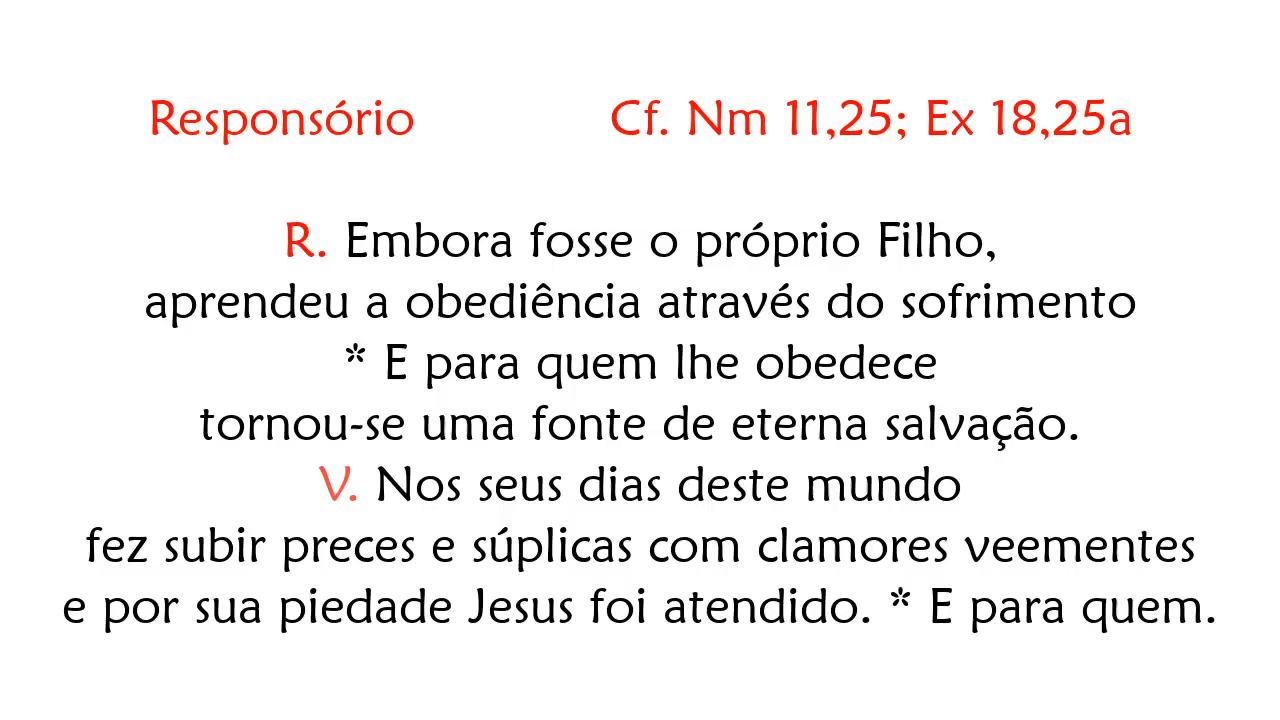 Responsório Cf. Nm 11,25; Ex 18,25a
R. Embora fosse o próprio Filho,
aprendeu a obediência através do sofrimento
* E para quem lhe obedece
tornou-se uma fonte de eterna salvação.
V. Nos seus dias deste mundo
fez subir preces e súplicas com clamores veementes
e por sua piedade Jesus foi atendido. * E para quem.